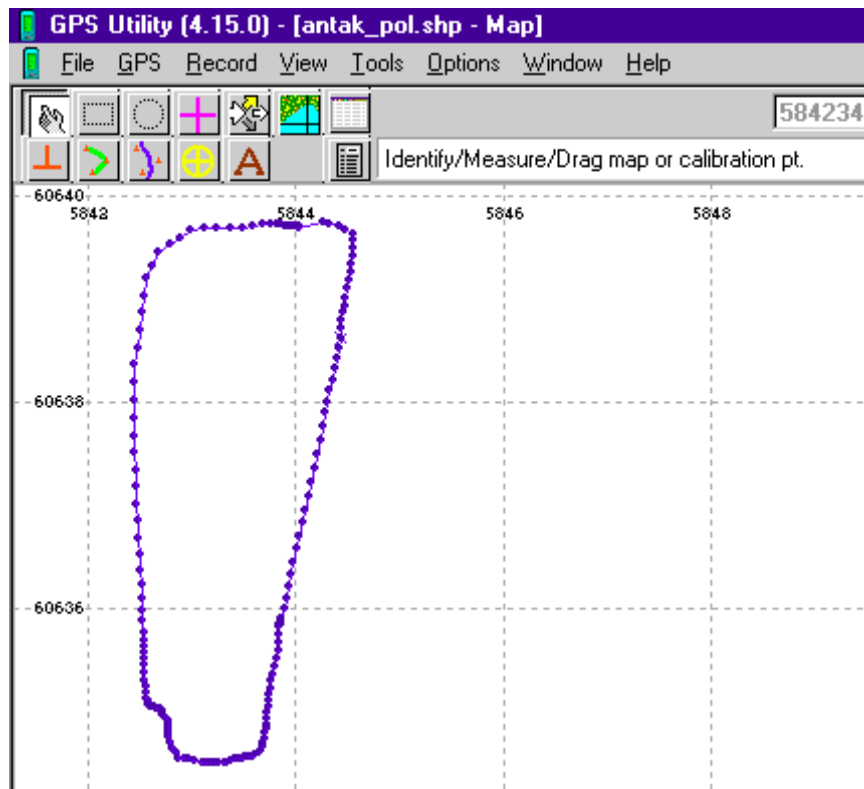 GPS Utility (4.15.0) - [antak_pol.shp - Map]
File GPS Record View Tools Options Window Help
584234
A Identify/Measure/Drag map or calibration pt.
60640
5842 5844 5846 5848
60638
60636